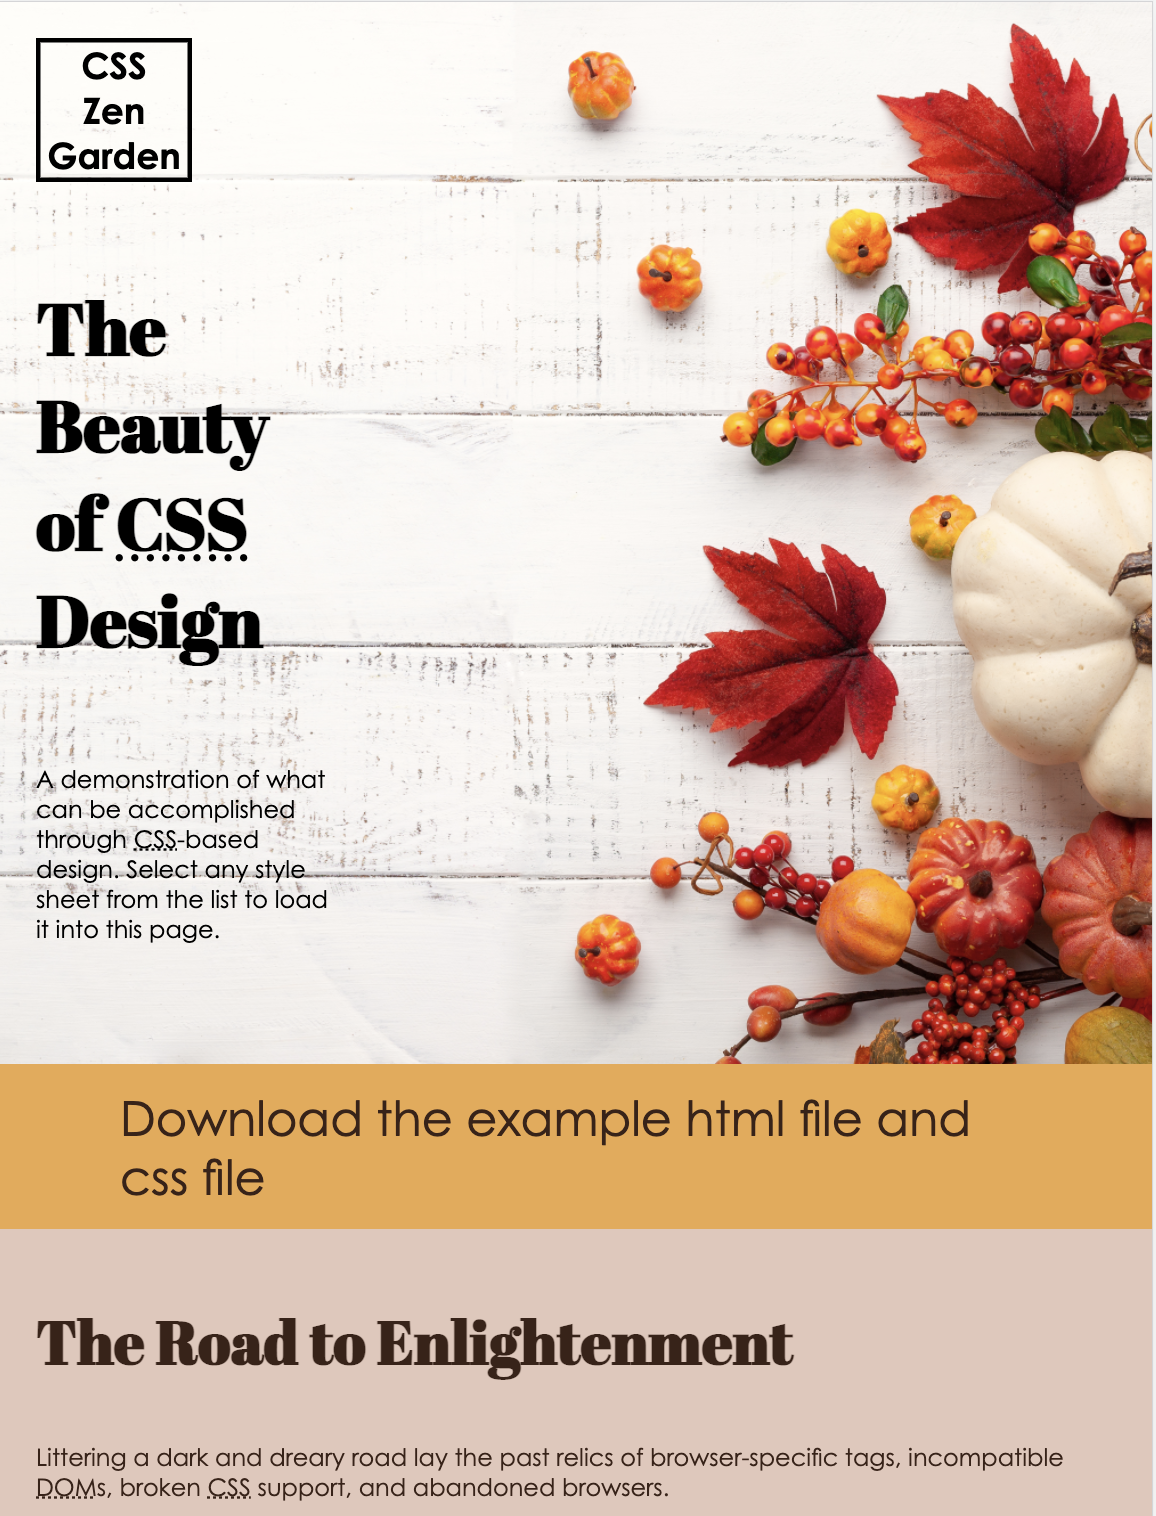 CSS
Zen
Garden
The
Beauty
of CSS
Design
A demonstration of what
can be accomplished
through CSS-based
design. Select any style
sheet from the list to load
it into this page.
Download the example html file and
css file
The Road to Enlightenment
Littering a dark and dreary road lay the past relics of browser-specific tags, incompatible
DOMs, broken CSS support, and abandoned browsers.